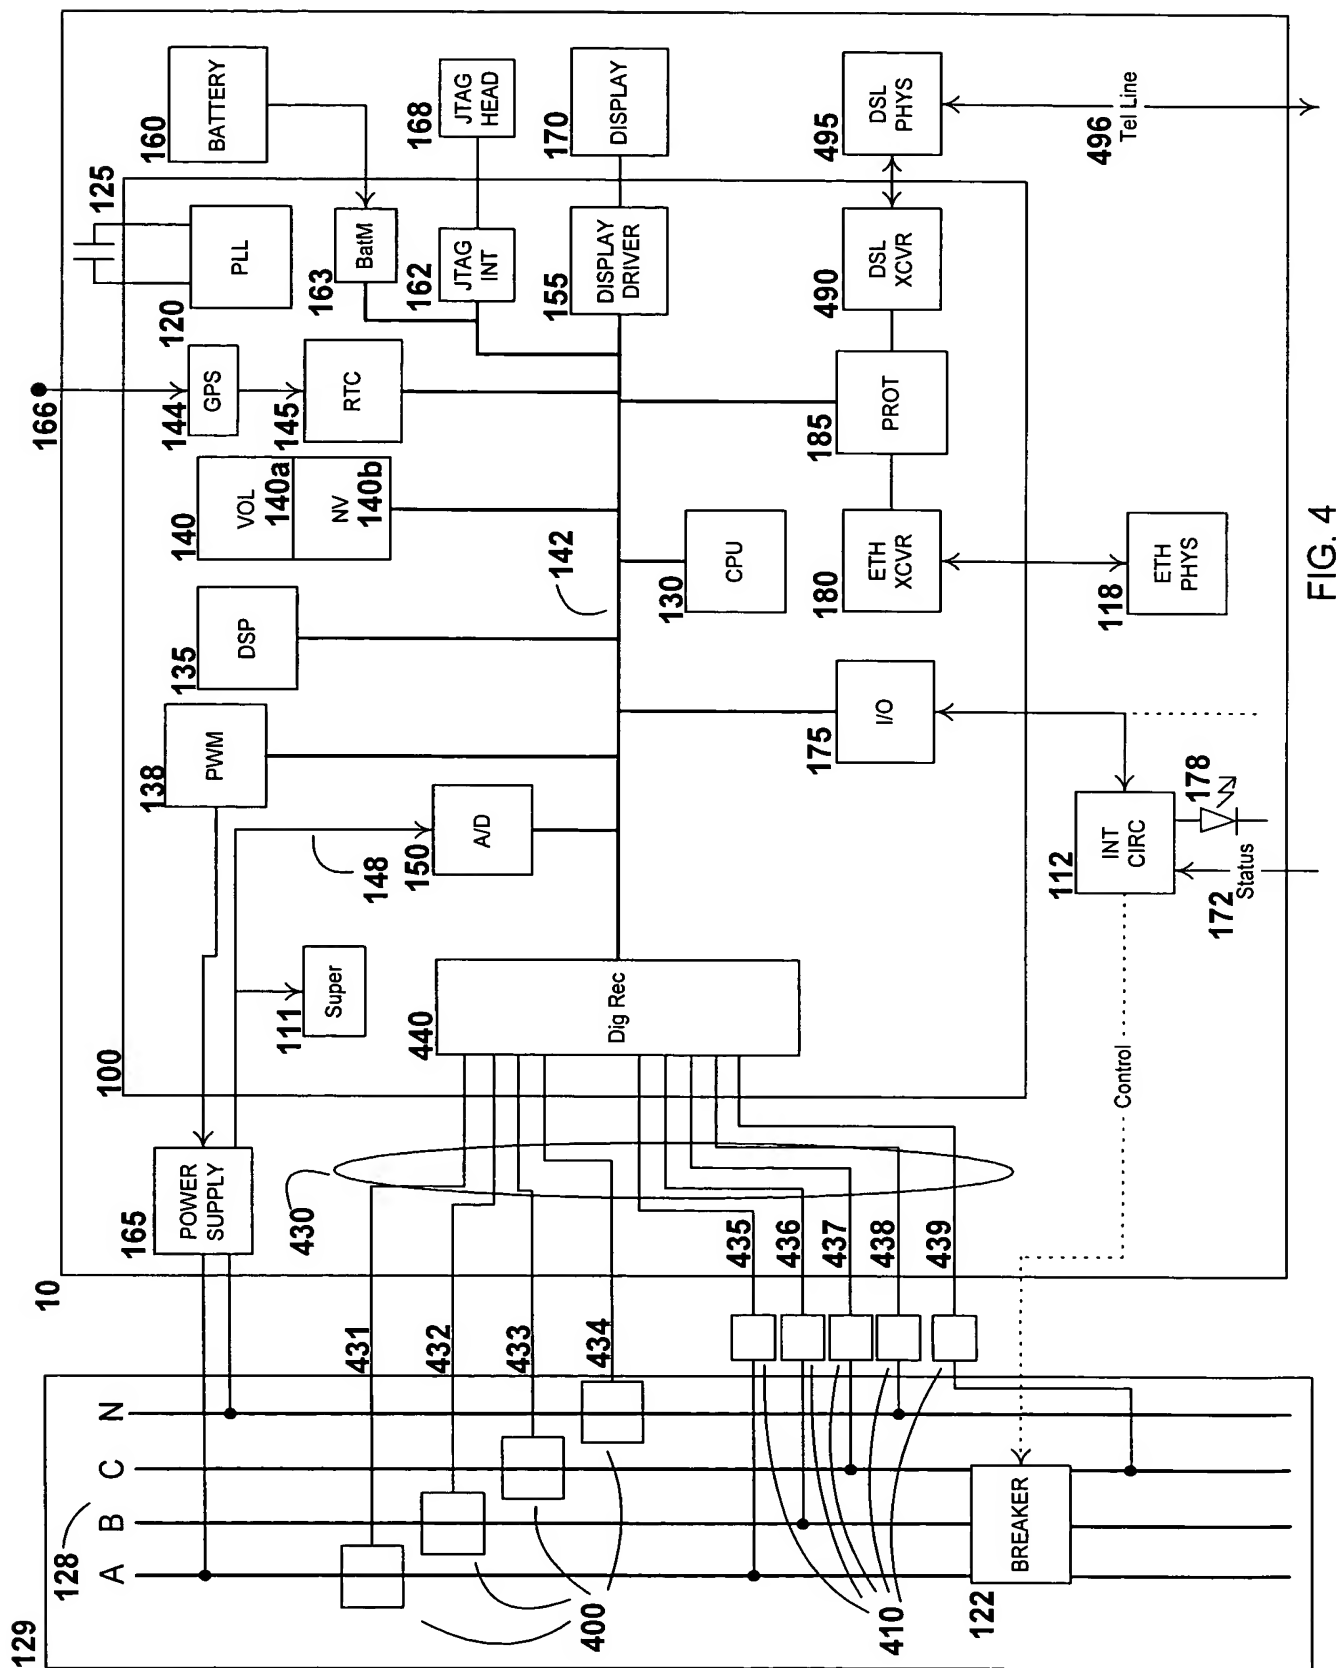 129
128
A
B
C
N
10
166
100
165
POWER
SUPPLY
138
PWM
135
DSP
140
VOL
140a
NV
140b
144
GPS
145
RTC
120
PLL
125
160
BATTERY
163
BatM
168
JTAG
HEAD
162
JTAG
INT
170
DISPLAY
155
DISPLAY
DRIVER
111
Super
148
150
A/D
142
430
440
Dig Rec
431
432
433
434
400
435
436
437
438
439
410
122
BREAKER
130
CPU
175
I/O
180
ETH
XCVR
185
PROT
490
DSL
XCVR
495
DSL
PHYS
496
Tel Line
118
ETH
PHYS
112
INT
CIRC
178
172
Status
Control
FIG. 4